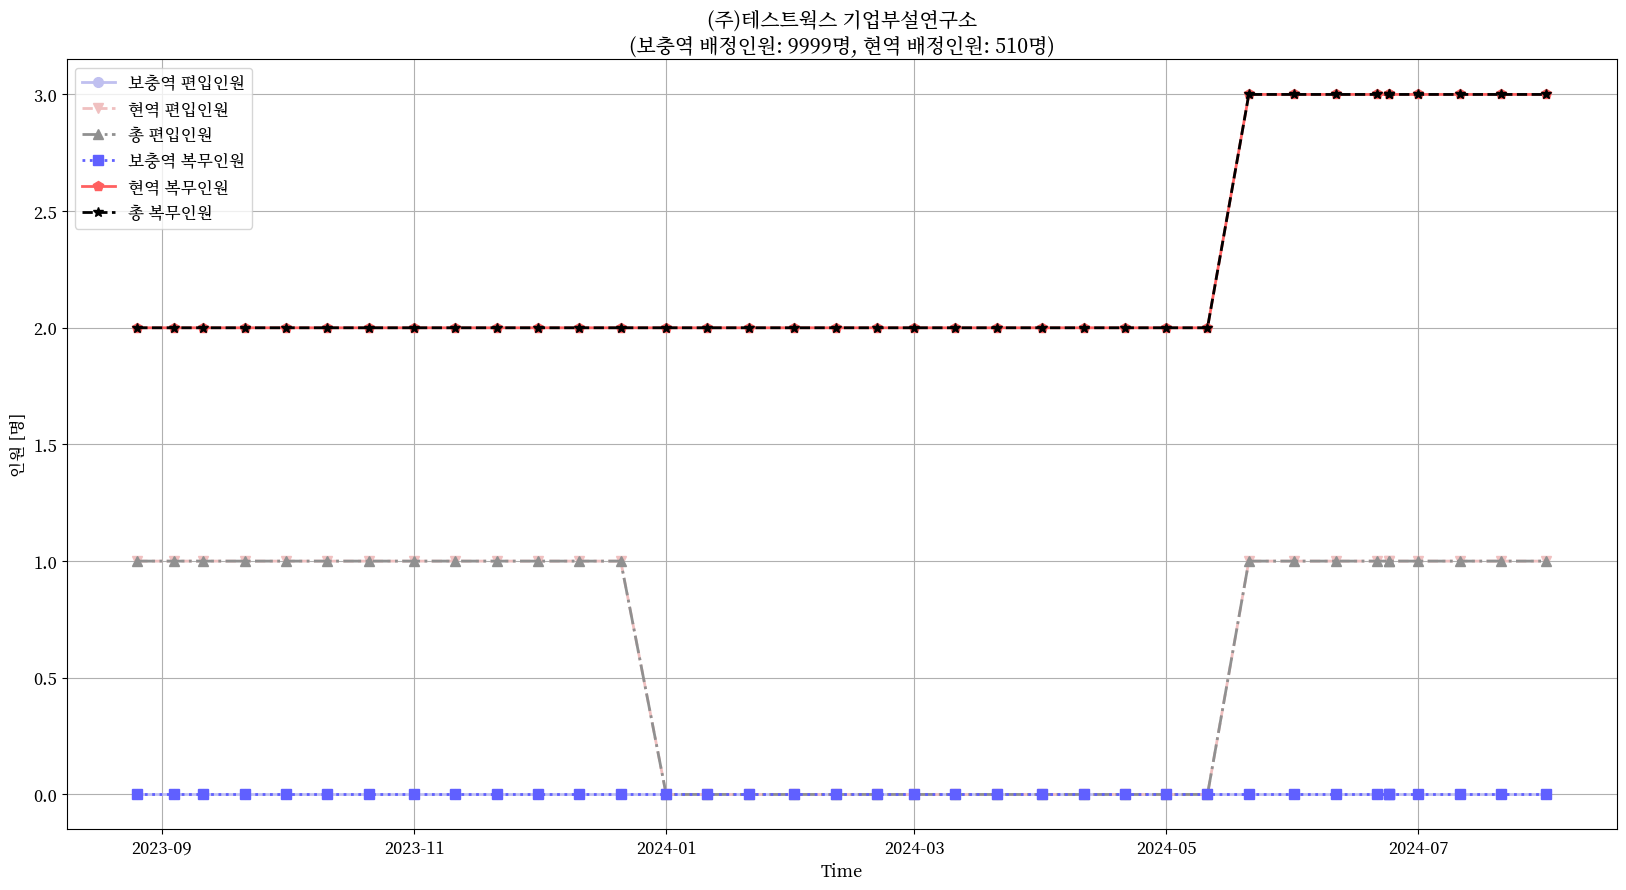 (주)테스트웍스 기업부설연구소
(보충역 배정인원: 9999명, 현역 배정인원: 510명)
보충역 편입인원
현역 편입인원
총 편입인원
보충역 복무인원
현역 복무인원
총 복무인원
인원 [명]
3.0
2.5
2.0
1.5
1.0
0.5
0.0
2023-09
2023-11
2024-01
2024-03
2024-05
2024-07
Time